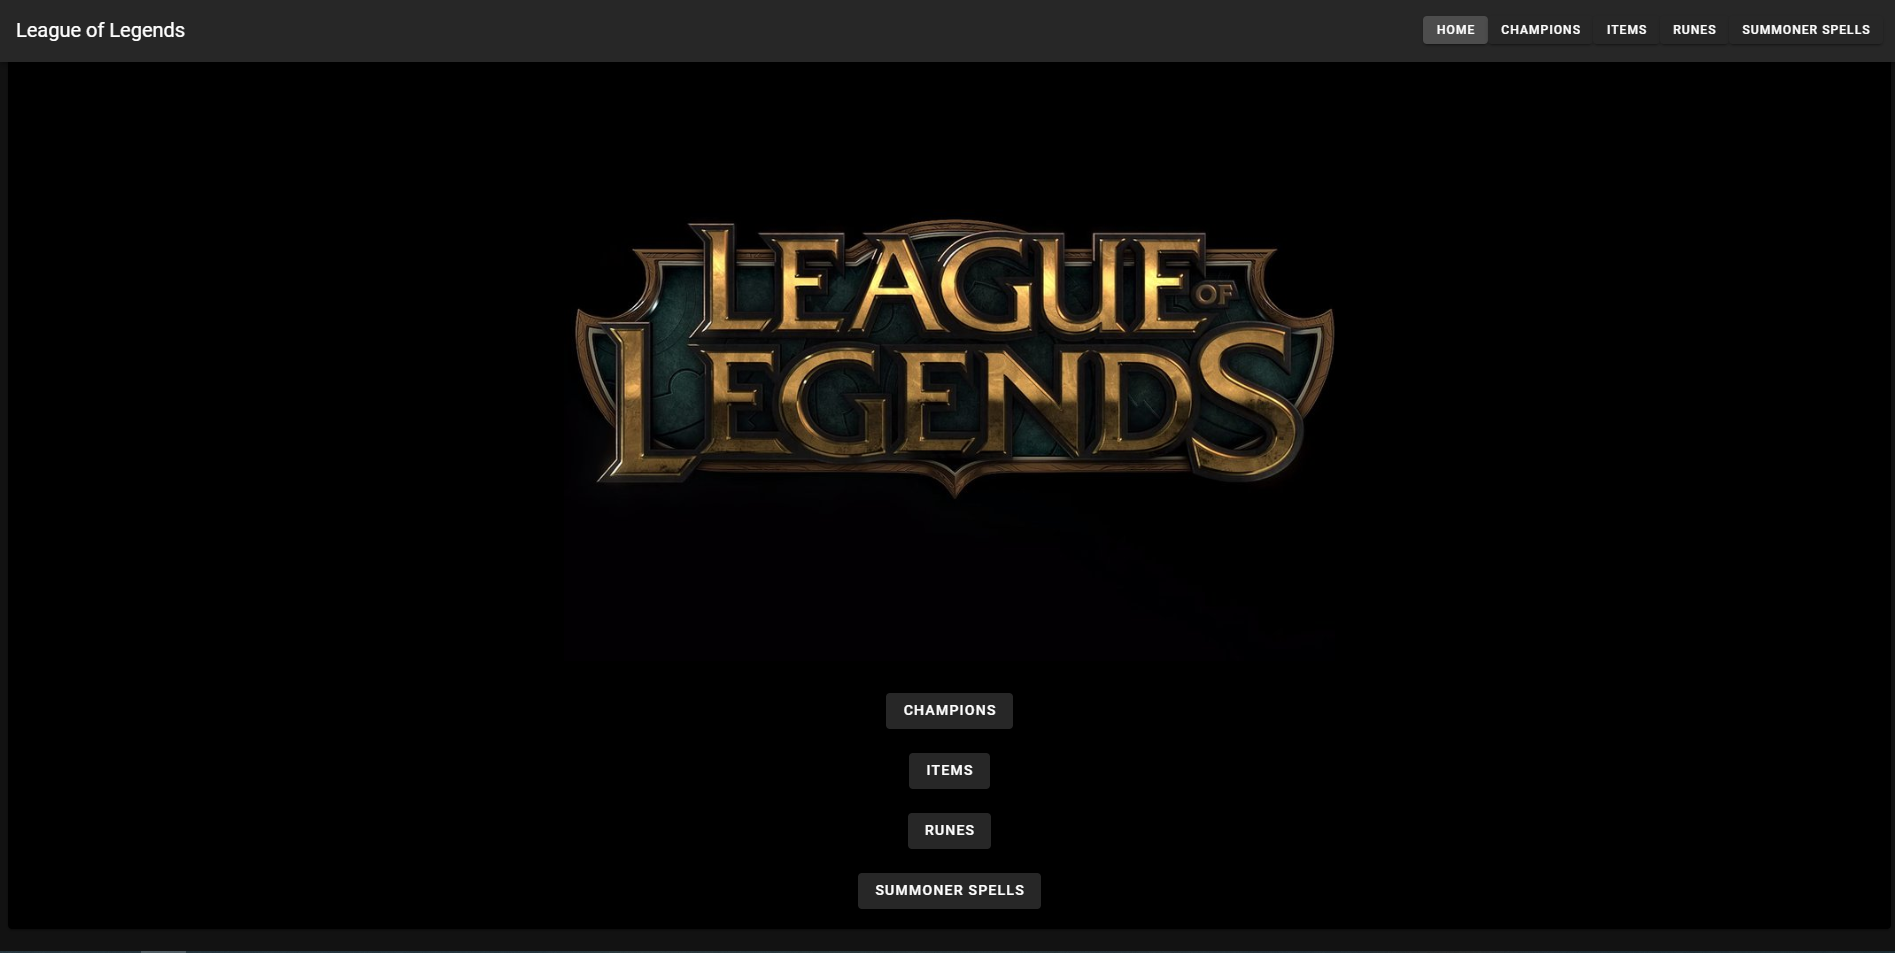 League of Legends
HOME CHAMPIONS ITEMS RUNES SUMMONER SPELLS
LEAGUE OF
LEGENDS
CHAMPIONS
ITEMS
RUNES
SUMMONER SPELLS